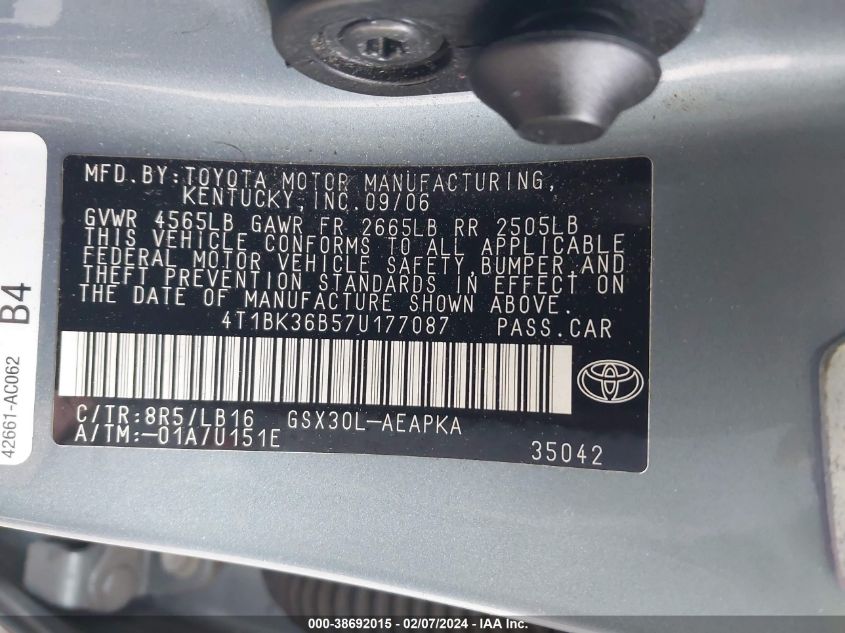 MFD.BY:TOYOTA MOTOR MANUFACTURING,
KENTUCKY,INC.09/06
GVWR 4565LB GAWR FR 2665LB RR 2505LB
THIS VEHICLE CONFORMS TO ALL APPLICABLE
FEDERAL MOTOR VEHICLE SAFETY,BUMPER,AND
THEFT PREVENTION STANDARDS IN EFFECT ON
THE DATE OF MANUFACTURE SHOWN ABOVE.
4T1BK36B57U177087 PASS.CAR
C/TR:8R5/LB16 GSX30L-AEAPKA
A/TM:-01A/U151E
35042
42661-AC062
B4
000-38692015 - 02/07/2024 - IAA Inc.